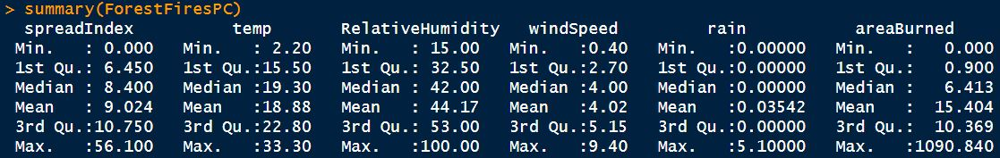 > summary(ForestFiresPC)
  spreadIndex          temp       RelativeHumidity   windSpeed         rain           areaBurned
 Min.   : 0.000   Min.   : 2.20   Min.   : 15.00   Min.   :0.40   Min.   :0.00000   Min.   :   0.000
 1st Qu.: 6.450   1st Qu.:15.50   1st Qu.: 32.50   1st Qu.:2.70   1st Qu.:0.00000   1st Qu.:   0.900
 Median : 8.400   Median :19.30   Median : 42.00   Median :4.00   Median :0.00000   Median :   6.413
 Mean   : 9.024   Mean   :18.88   Mean   : 44.17   Mean   :4.02   Mean   :0.03542   Mean   :  15.404
 3rd Qu.:10.750   3rd Qu.:22.80   3rd Qu.: 53.00   3rd Qu.:5.15   3rd Qu.:0.00000   3rd Qu.:  10.369
 Max.   :56.100   Max.   :33.30   Max.   :100.00   Max.   :9.40   Max.   :5.10000   Max.   :1090.840